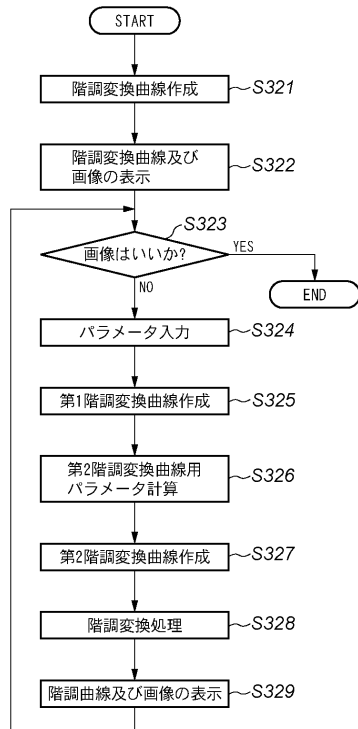 START
階調変換曲線作成
S321
階調変換曲線及び
画像の表示
S322
S323
画像はいいか?
YES
NO
END
パラメータ入力
S324
第1階調変換曲線作成
S325
第2階調変換曲線用
パラメータ計算
S326
第2階調変換曲線作成
S327
階調変換処理
S328
階調曲線及び画像の表示
S329